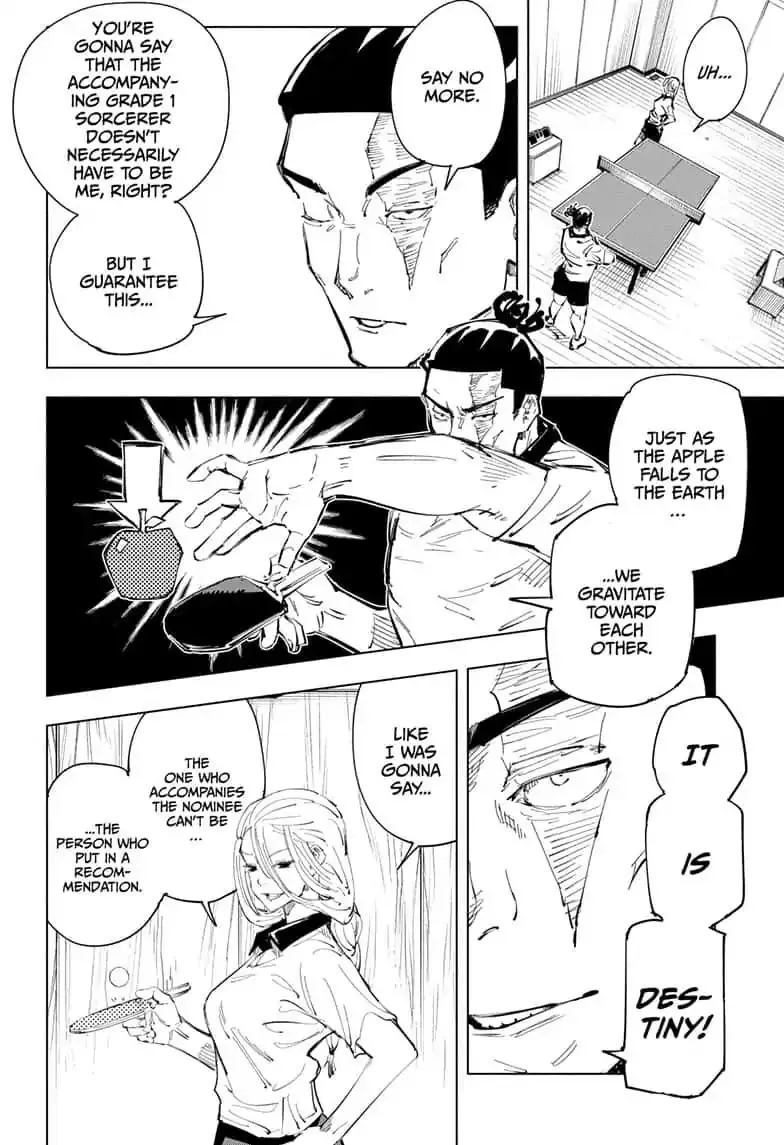 UH...
SAY NO
MORE.
YOU'RE
GONNA SAY
THAT THE
ACCOMPANY-
ING GRADE 1
SORCERER
DOESN'T
NECESSARILY
HAVE TO BE
ME, RIGHT?
BUT I
GUARANTEE
THIS...
JUST AS
THE APPLE
FALLS TO
THE EARTH
...
...WE
GRAVITATE
TOWARD
EACH
OTHER.
IT
IS
DES-
TINY!
LIKE
I WAS
GONNA
SAY...
THE
ONE WHO
ACCOMPANIES
THE NOMINEE
CAN'T BE
...
...THE
PERSON WHO
PUT IN A
RECOM-
MENDATION.